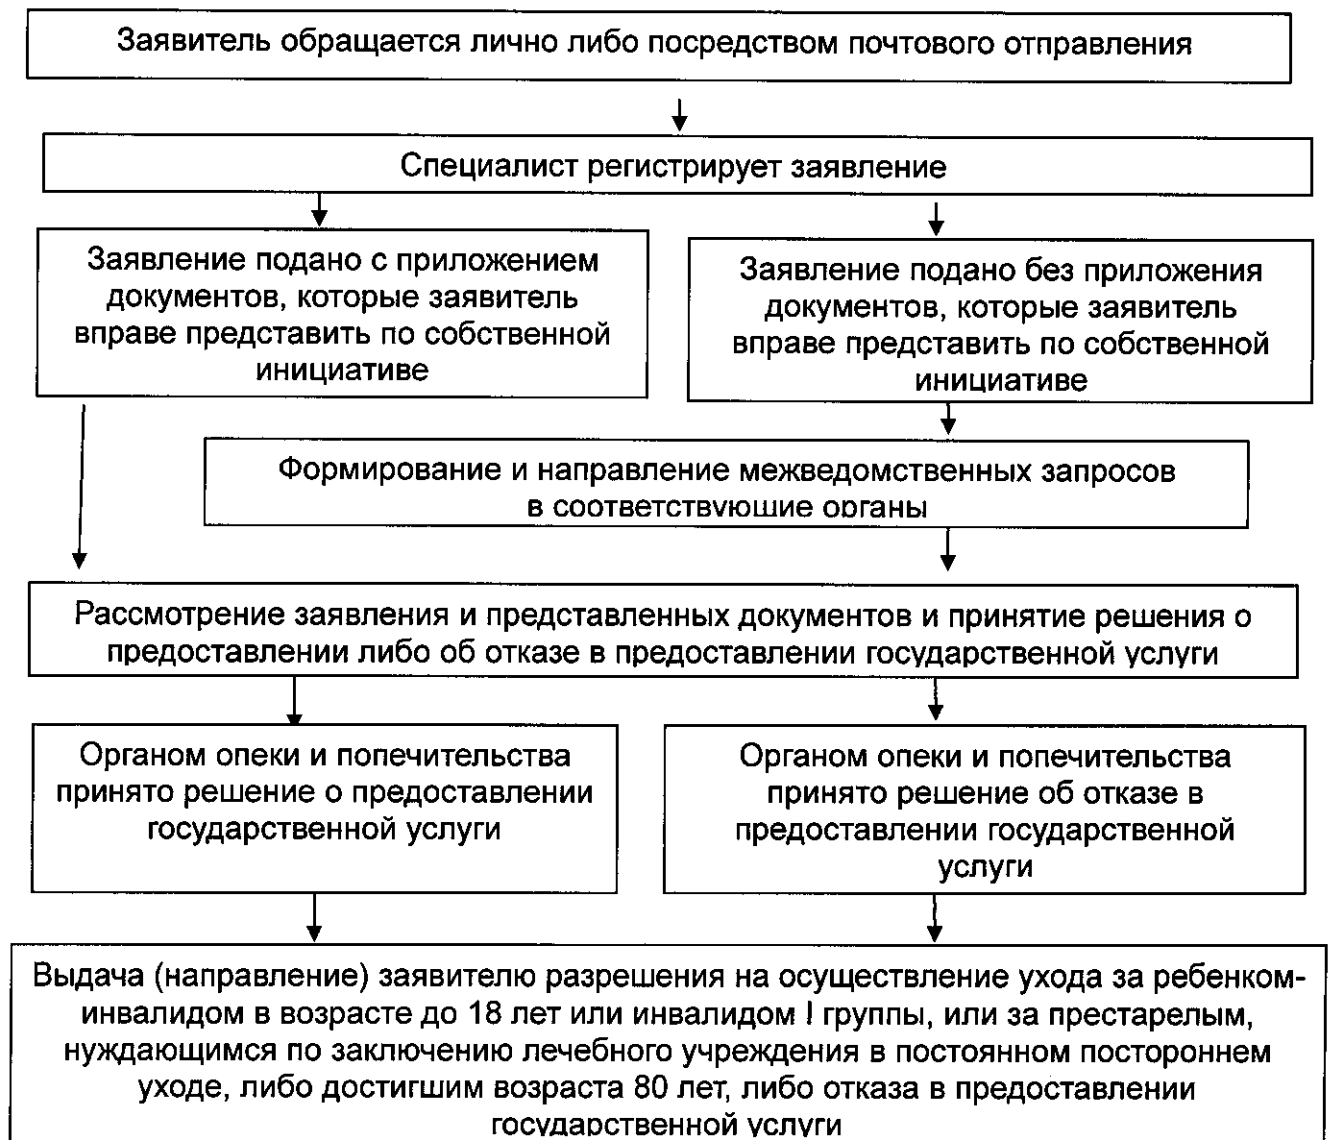 Заявитель обращается лично либо посредством почтового отправления
Специалист регистрирует заявление
Заявление подано с приложением
документов, которые заявитель
вправе представить по собственной
инициативе
Заявление подано без приложения
документов, которые заявитель
вправе представить по собственной
инициативе
Формирование и направление межведомственных запросов
в соответствующие органы
Рассмотрение заявления и представленных документов и принятие решения о
предоставлении либо об отказе в предоставлении государственной услуги
Органом опеки и попечительства
принято решение о предоставлении
государственной услуги
Органом опеки и попечительства
принято решение об отказе в
предоставлении государственной
услуги
Выдача (направление) заявителю разрешения на осуществление ухода за ребенком-
инвалидом в возрасте до 18 лет или инвалидом I группы, или за престарелым,
нуждающимся по заключению лечебного учреждения в постоянном постороннем
уходе, либо достигшим возраста 80 лет, либо отказа в предоставлении
государственной услуги